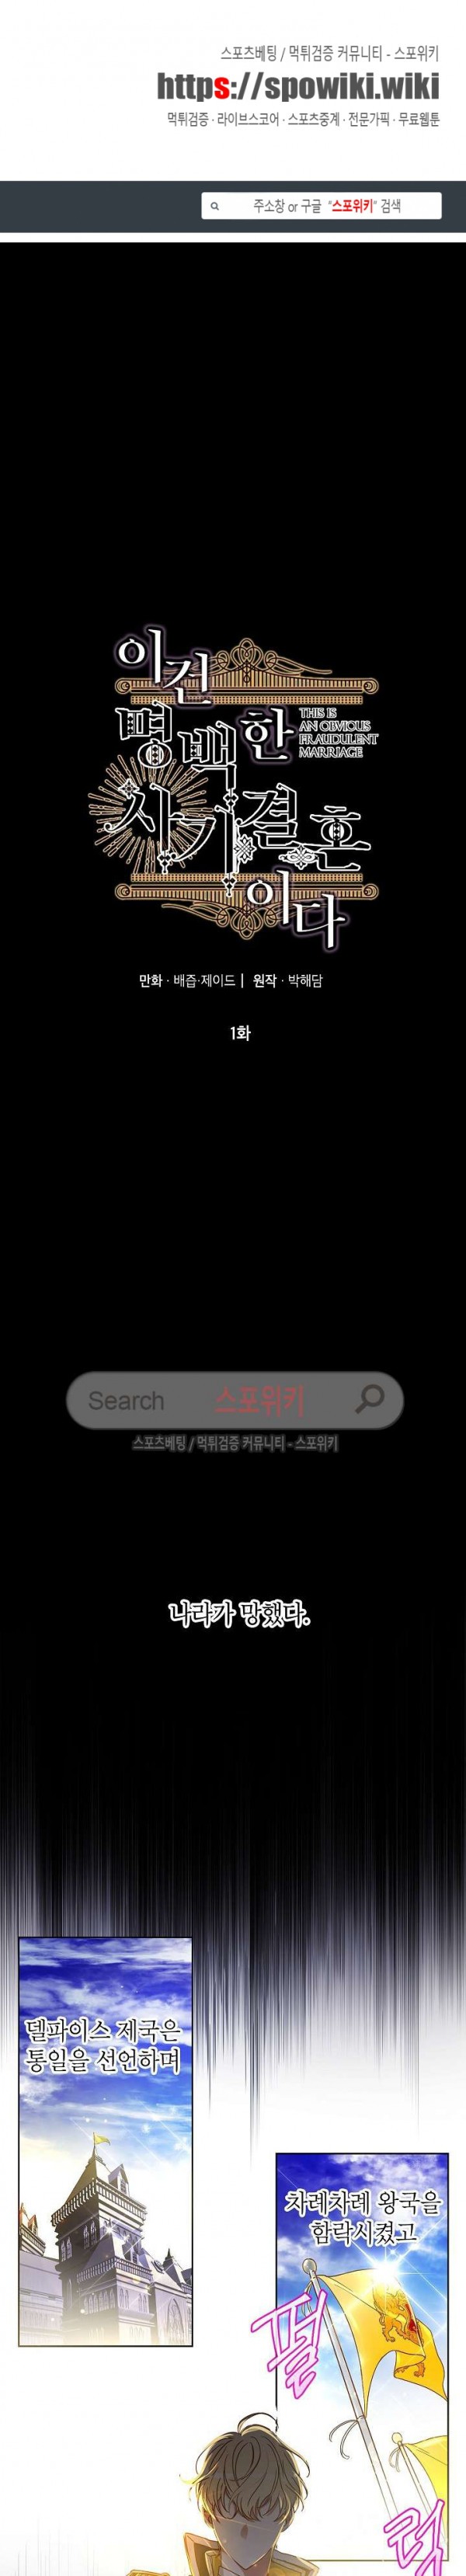 스포츠베팅 / 먹튀검증 커뮤니티 - 스포위키
https://spowiki.wiki
먹튀검증 · 라이브스코어 · 스포츠중계 · 전문가픽 · 무료웹툰
주소창 or 구글 "스포위키" 검색
이건
명백한
THIS IS
AN OBVIOUS
FRAUDULENT
MARRIAGE
사기결혼
이다
만화 · 배즙·제이드 | 원작 · 박해담
1화
Search 스포위키
스포츠베팅 / 먹튀검증 커뮤니티 - 스포위키
나라가 망했다.
델파이스 제국은
통일을 선언하며
차례차례 왕국을
함락시켰고
펄
럭